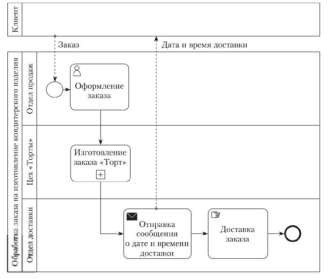 Клиент
Заказ
Дата и время доставки
Обработка заказа на изготовление кондитерского изделия
Отдел продаж
Оформление
заказа
Цех «Торты»
Изготовление
заказа «Торт»
Отдел доставки
Отправка
сообщения
о дате и времени
доставки
Доставка
заказа